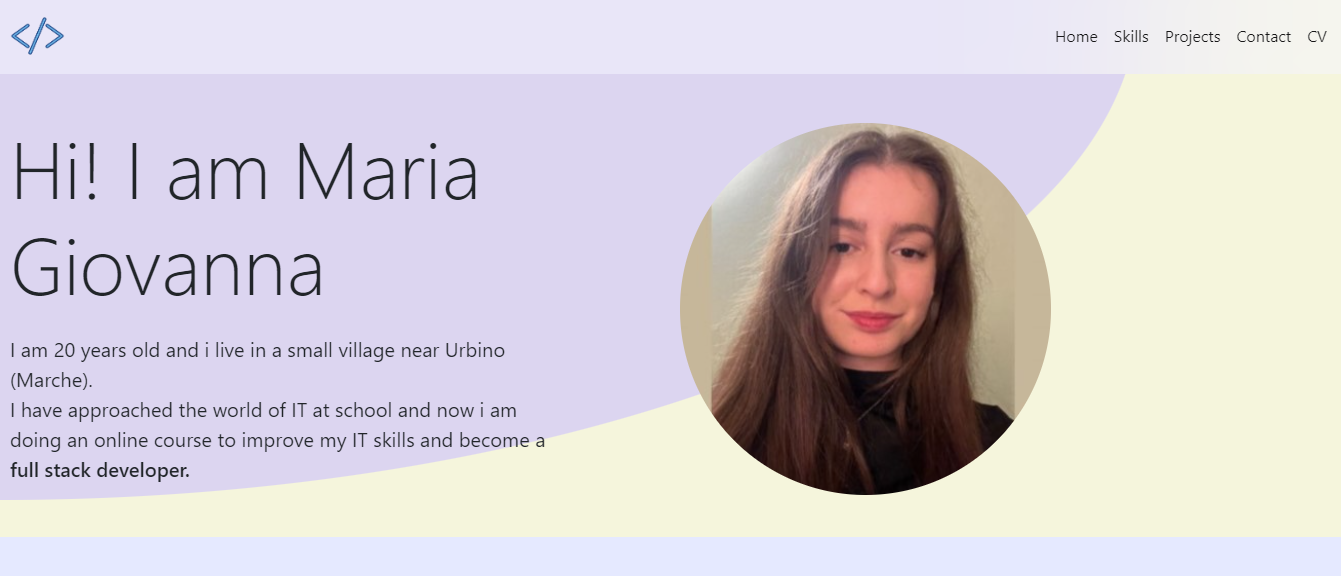 </>
Home Skills Projects Contact CV
Hi! I am Maria
Giovanna
I am 20 years old and i live in a small village near Urbino
(Marche).
I have approached the world of IT at school and now i am
doing an online course to improve my IT skills and become a
full stack developer.